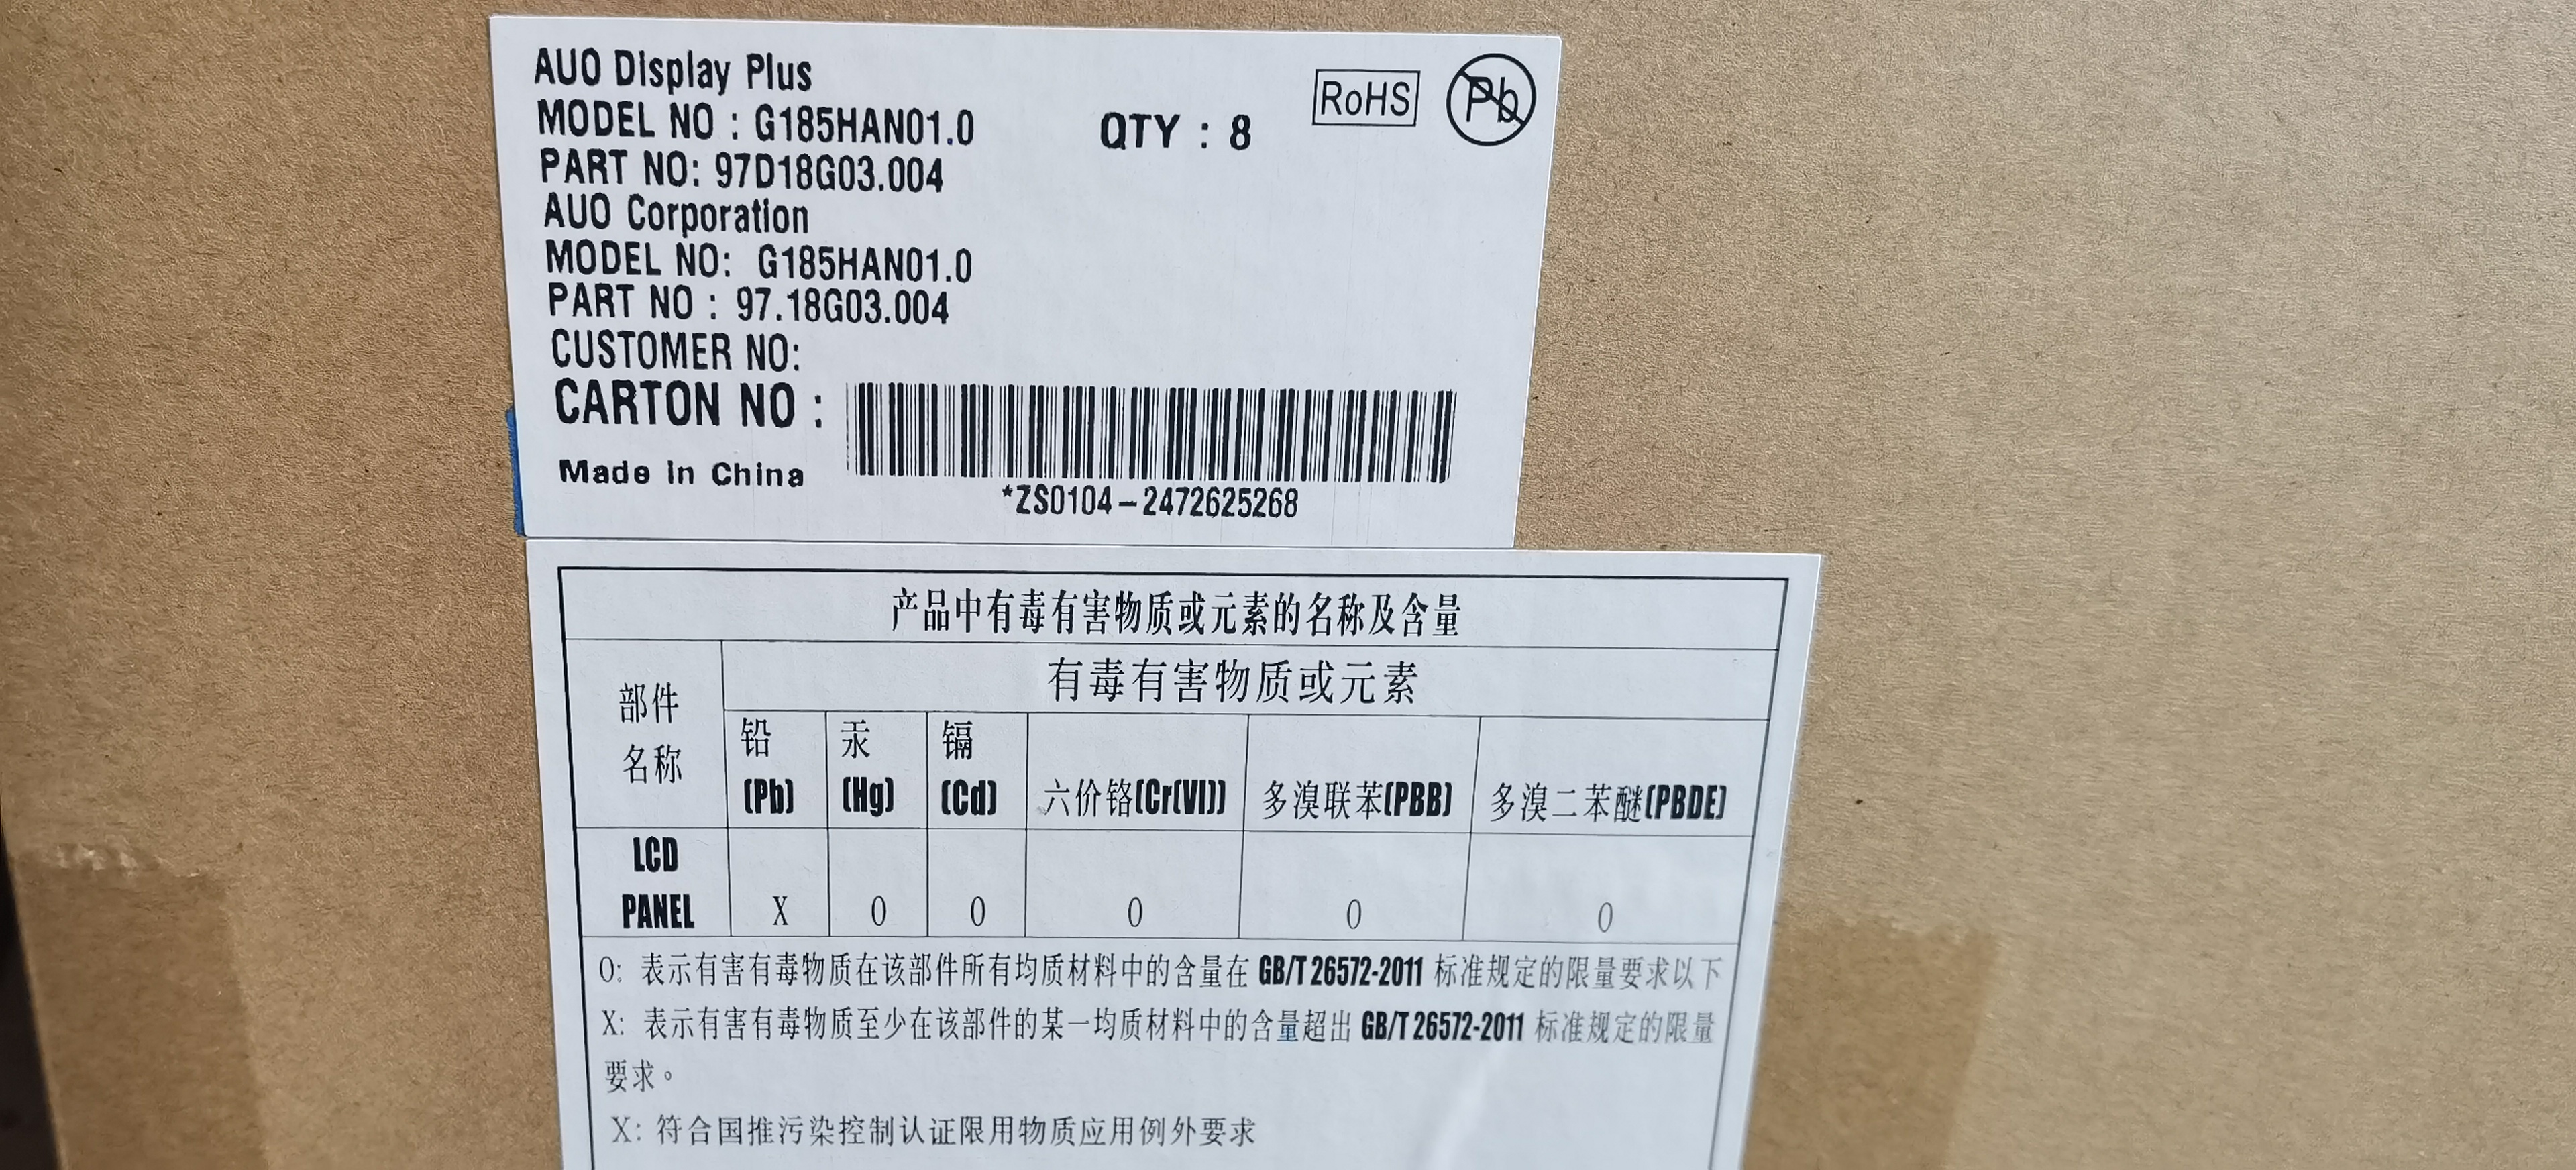 AUO Display Plus
MODEL NO : G185HAN01.0
QTY : 8
RoHS
Pb
PART NO: 97D18G03.004
AUO Corporation
MODEL NO: G185HAN01.0
PART NO : 97.18G03.004
CUSTOMER NO:
CARTON NO :
Made in China
*ZS0104-2472625268
产品中有毒有害物质或元素的名称及含量
部件
名称
有毒有害物质或元素
铅
(Pb)
汞
(Hg)
镉
(Cd)
六价铬(Cr(VI))
多溴联苯(PBB)
多溴二苯醚(PBDE)
LCD
PANEL
X
O
O
O
O
O
O: 表示有害有毒物质在该部件所有均质材料中的含量在 GB/T 26572-2011 标准规定的限量要求以下
X: 表示有害有毒物质至少在该部件的某一均质材料中的含量超出 GB/T 26572-2011 标准规定的限量
要求。
X: 符合国推污染控制认证限用物质应用例外要求